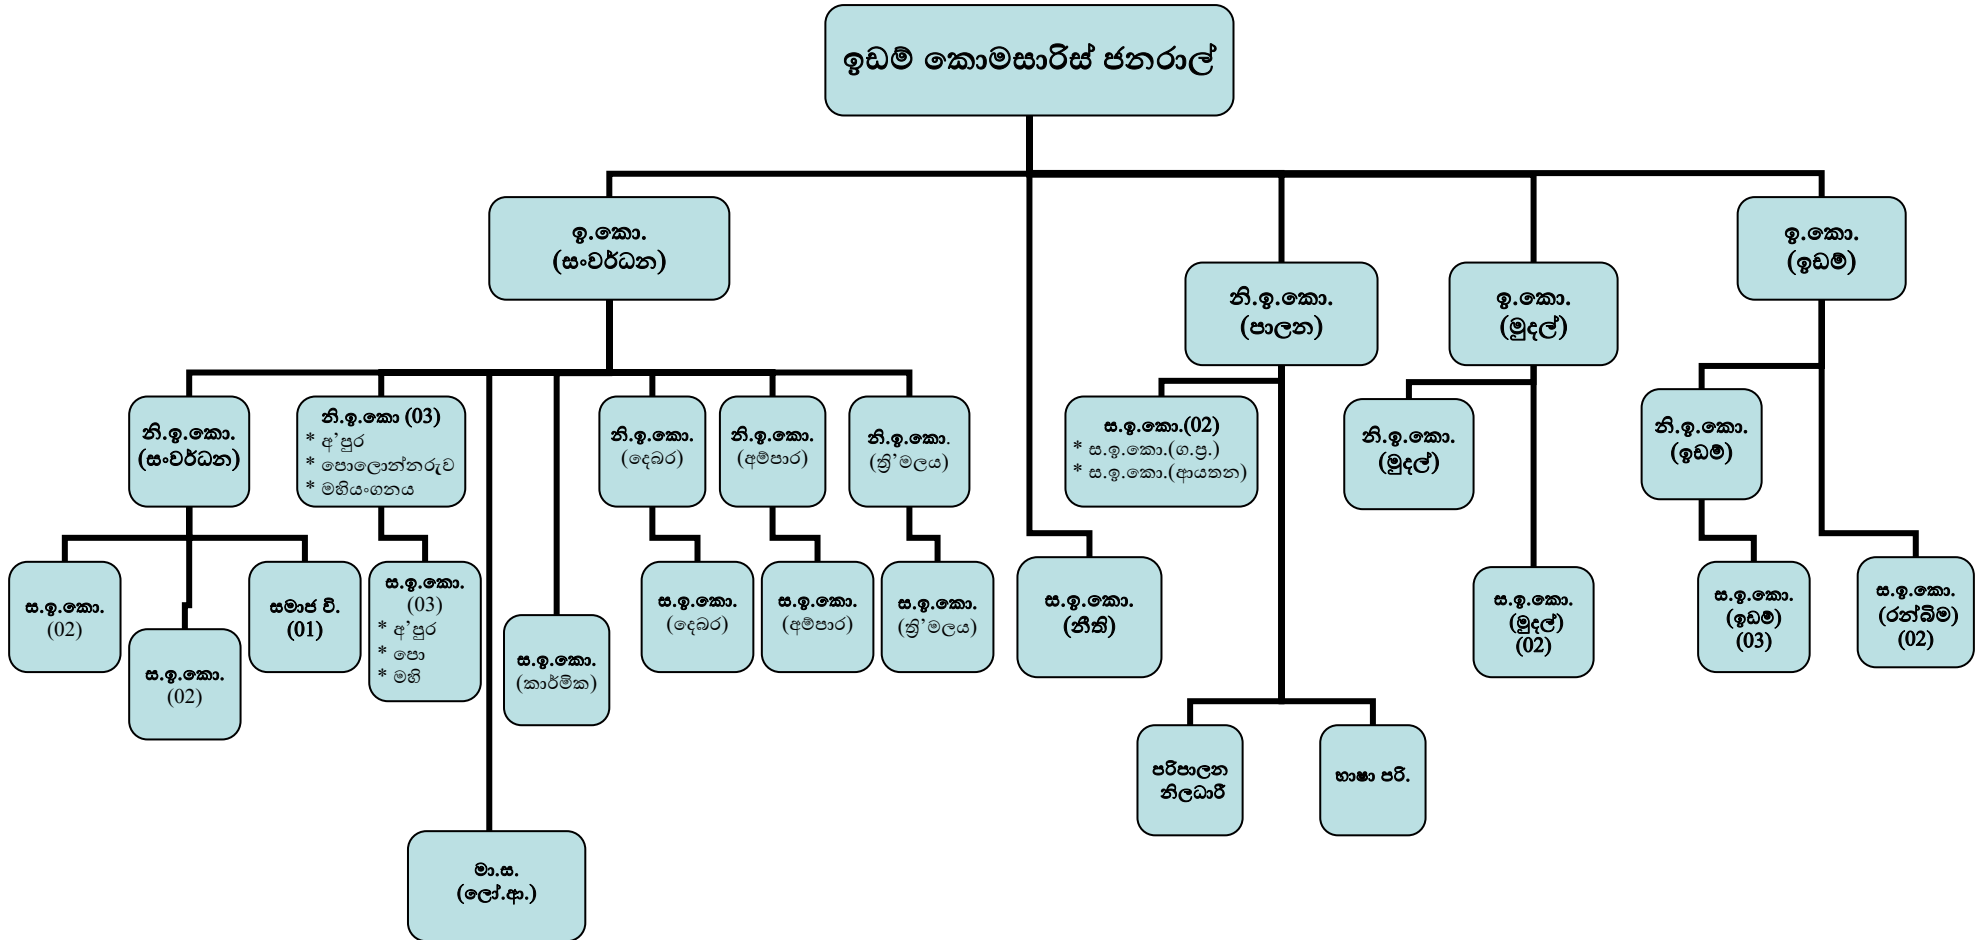 ඉඩම් කොමසාරිස් ජනරාල්
ඉ.කො.
(සංවර්ධන)
නි.ඉ.කො.
(පාලන)
ඉ.කො.
(මුදල්)
ඉ.කො.
(ඉඩම්)
නි.ඉ.කො.
(සංවර්ධන)
නි.ඉ.කො (03)
* අ'පුර
* පොලොන්නරුව
* මහියංගනය
නි.ඉ.කො.
(දෙබර)
නි.ඉ.කො.
(අම්පාර)
නි.ඉ.කො.
(ත්‍රි'මලය)
ස.ඉ.කො.(02)
* ස.ඉ.කො.(ග.ප්‍ර.)
* ස.ඉ.කො.(ආයතන)
නි.ඉ.කො.
(මුදල්)
නි.ඉ.කො.
(ඉඩම්)
ස.ඉ.කො.
(02)
ස.ඉ.කො.
(02)
සමාජ වි.
(01)
ස.ඉ.කො.
(03)
* අ'පුර
* පො
* මහි
ස.ඉ.කො.
(කාර්මික)
ස.ඉ.කො.
(දෙබර)
ස.ඉ.කො.
(අම්පාර)
ස.ඉ.කො.
(ත්‍රි'මලය)
ස.ඉ.කො.
(නීති)
ස.ඉ.කො.
(මුදල්)
(02)
ස.ඉ.කො.
(ඉඩම්)
(03)
ස.ඉ.කො.
(රන්බිම)
(02)
පරිපාලන
නිලධාරී
භාෂා පරි.
මා.ස.
(ලෝ.ආ.)